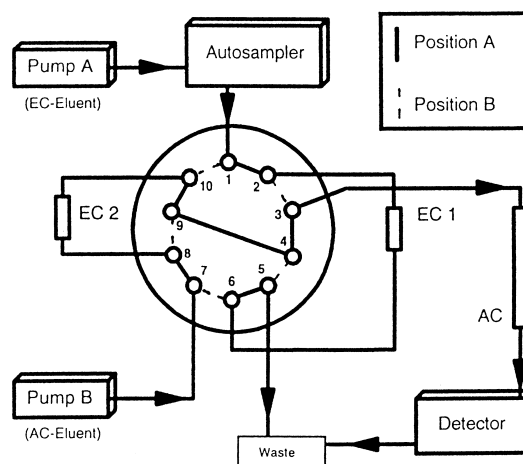 Pump A
(EC-Eluent)
Autosampler
Position A
Position B
1
2
3
4
5
6
7
8
9
10
EC 2
EC 1
AC
Pump B
(AC-Eluent)
Waste
Detector